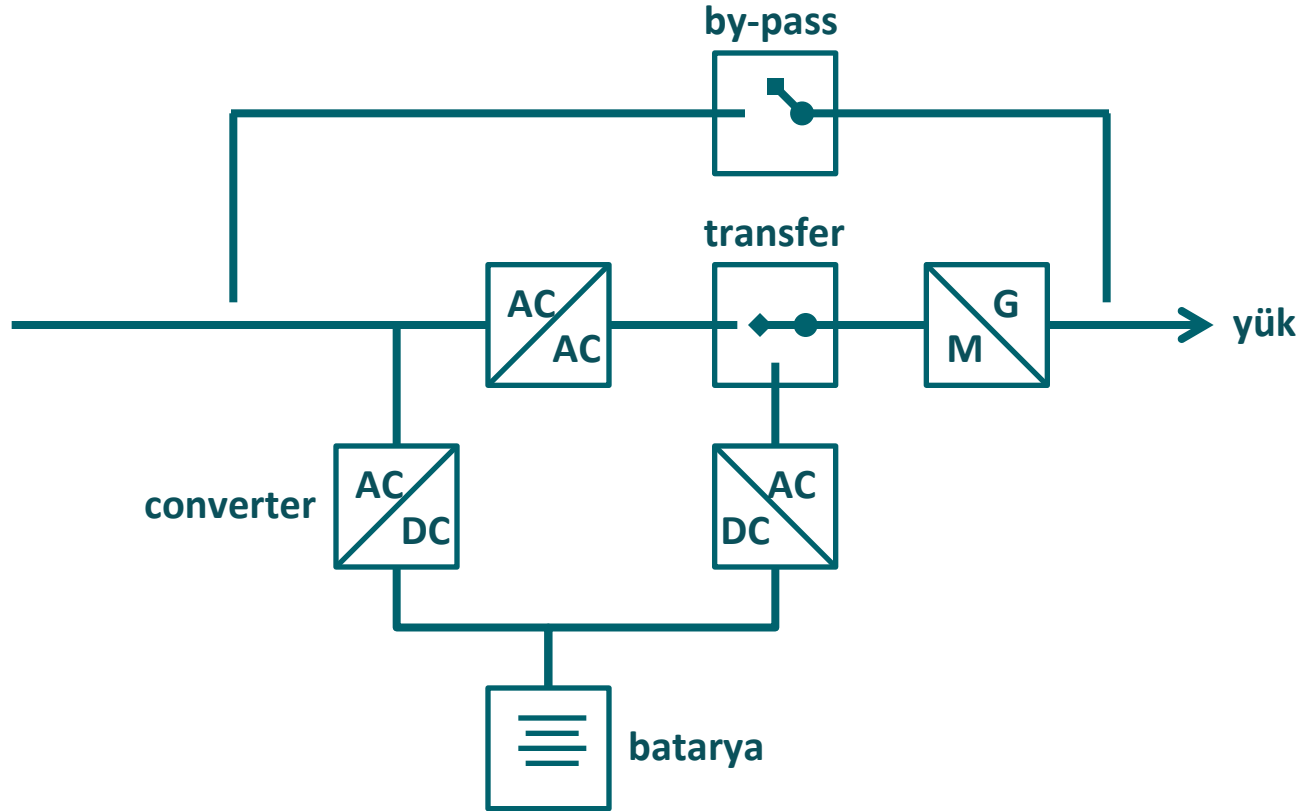 by-pass
transfer
AC
AC
G
M
yük
converter
AC
DC
AC
DC
batarya